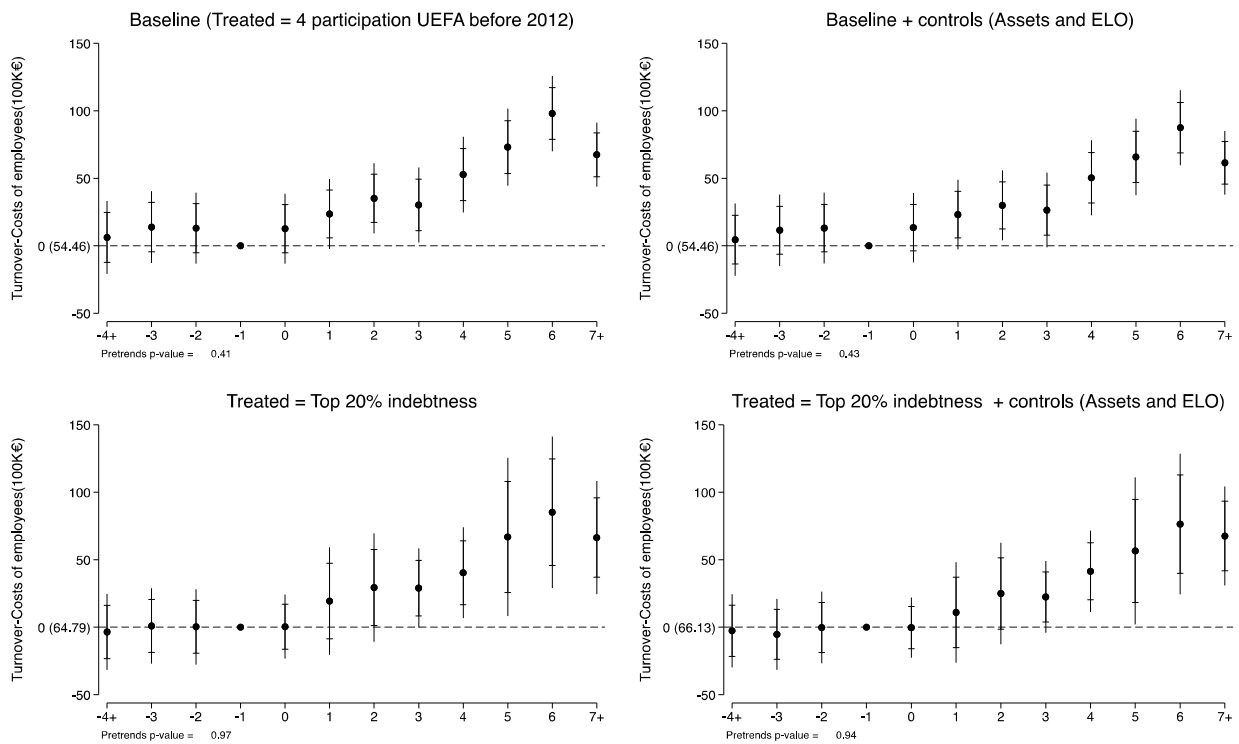 Baseline (Treated = 4 participation UEFA before 2012)
Turnover-Costs of employees(100K€)
150
100
50
0 (54.46)
-50
-4+ -3 -2 -1 0 1 2 3 4 5 6 7+
Pretrends p-value = 0.41
Baseline + controls (Assets and ELO)
Turnover-Costs of employees(100K€)
150
100
50
0 (54.46)
-50
-4+ -3 -2 -1 0 1 2 3 4 5 6 7+
Pretrends p-value = 0.43
Treated = Top 20% indebtness
Turnover-Costs of employees(100K€)
150
100
50
0 (64.79)
-50
-4+ -3 -2 -1 0 1 2 3 4 5 6 7+
Pretrends p-value = 0.97
Treated = Top 20% indebtness + controls (Assets and ELO)
Turnover-Costs of employees(100K€)
150
100
50
0 (66.13)
-50
-4+ -3 -2 -1 0 1 2 3 4 5 6 7+
Pretrends p-value = 0.94